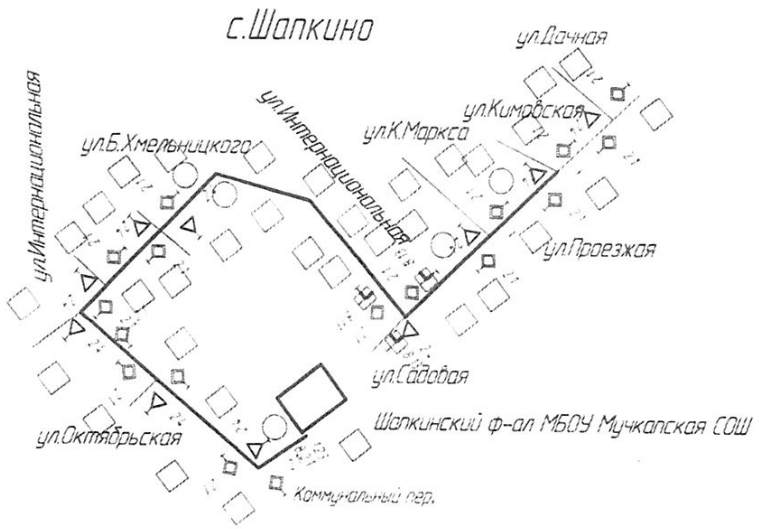 с.Шапкино
ул.Дачная
ул.Кимовская
ул.К.Маркса
ул.Интернациональная
ул.Б.Хмельницкого
ул.Интернациональная
ул.Проезжая
ул.Садовая
Шапкинский ф-ал МБОУ Мучкапская СОШ
ул.Октябрьская
Коммунальный пер.